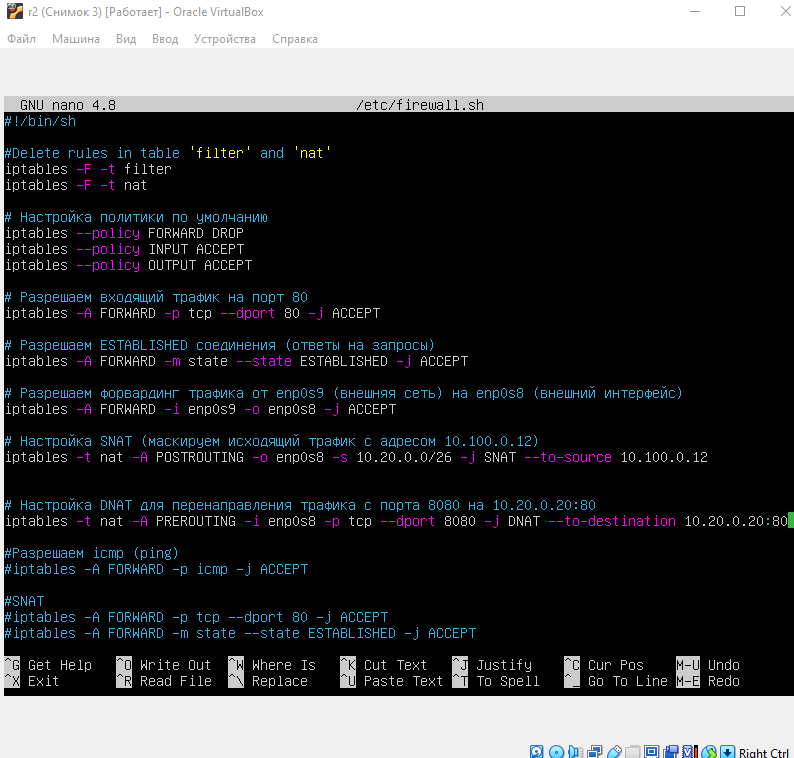 r2 (Снимок 3) [Работает] - Oracle VirtualBox
Файл Машина Вид Ввод Устройства Справка
GNU nano 4.8 /etc/firewall.sh
#!/bin/sh
#Delete rules in table 'filter' and 'nat'
iptables -F -t filter
iptables -F -t nat
# Настройка политики по умолчанию
iptables --policy FORWARD DROP
iptables --policy INPUT ACCEPT
iptables --policy OUTPUT ACCEPT
# Разрешаем входящий трафик на порт 80
iptables -A FORWARD -p tcp --dport 80 -j ACCEPT
# Разрешаем ESTABLISHED соединения (ответы на запросы)
iptables -A FORWARD -m state --state ESTABLISHED -j ACCEPT
# Разрешаем форвардинг трафика от enp0s9 (внешняя сеть) на enp0s8 (внешний интерфейс)
iptables -A FORWARD -i enp0s9 -o enp0s8 -j ACCEPT
# Настройка SNAT (маскируем исходящий трафик с адресом 10.100.0.12)
iptables -t nat -A POSTROUTING -o enp0s8 -s 10.20.0.0/26 -j SNAT --to-source 10.100.0.12
# Настройка DNAT для перенаправления трафика с порта 8080 на 10.20.0.20:80
iptables -t nat -A PREROUTING -i enp0s8 -p tcp --dport 8080 -j DNAT --to-destination 10.20.0.20:80
#Разрешаем icmp (ping)
#iptables -A FORWARD -p icmp -j ACCEPT
#SNAT
#iptables -A FORWARD -p tcp --dport 80 -j ACCEPT
#iptables -A FORWARD -m state --state ESTABLISHED -j ACCEPT
^G Get Help ^O Write Out ^W Where Is ^K Cut Text ^J Justify ^C Cur Pos M-U Undo
^X Exit ^R Read File ^\ Replace ^U Paste Text ^T To Spell ^_ Go To Line M-E Redo
Right Ctrl